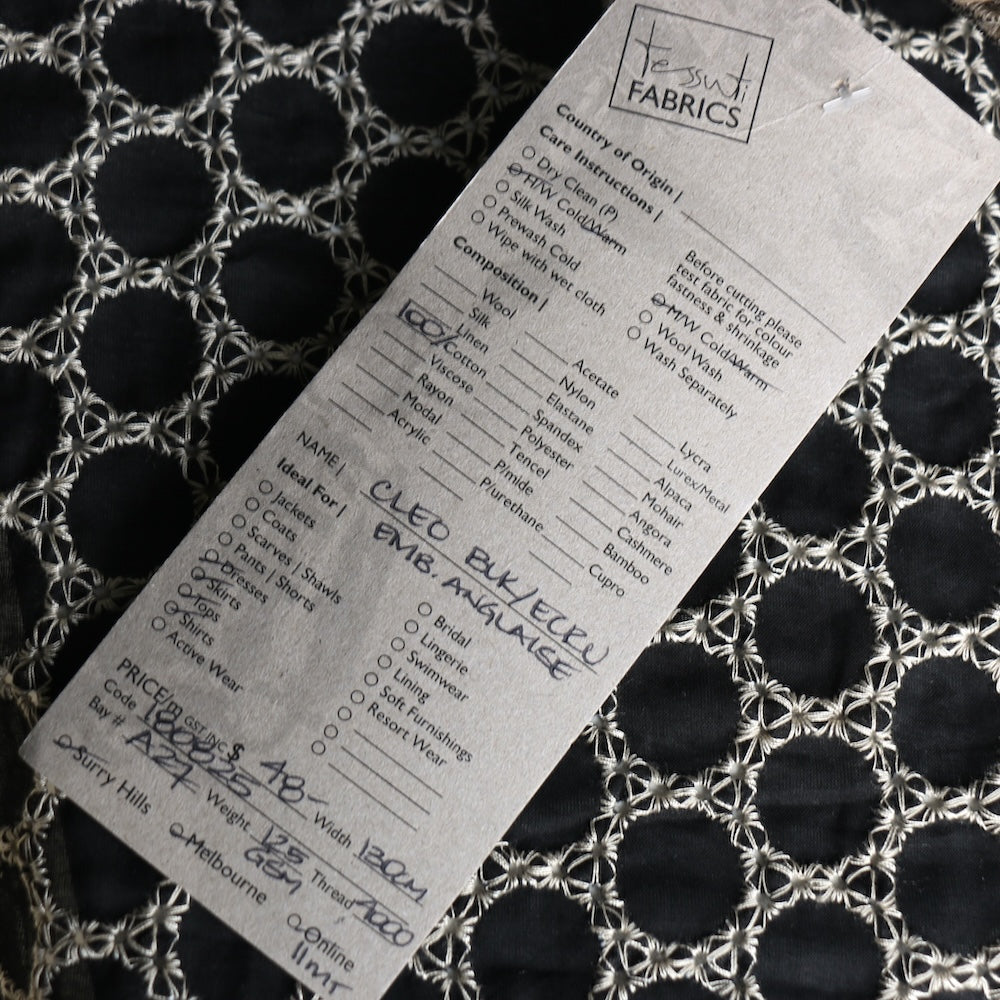 tessuti
FABRICS
Country of Origin |
Care Instructions |
Dry Clean (P)
H/W Cold/Warm
Silk Wash
Prewash Cold
Wipe with wet cloth
Before cutting please
test fabric for colour
fastness & shrinkage
H/W Cold/Warm
Wool Wash
Wash Separately
Composition |
Wool
Silk
Linen
100/ Cotton
Viscose
Rayon
Modal
Acrylic
Acetate
Nylon
Elastane
Spandex
Polyester
Tencel
P/mide
P/urethane
Lycra
Lurex/Metal
Alpaca
Mohair
Angora
Cashmere
Bamboo
Cupro
NAME | CLEO BLK/ECRU
EMB. ANGLAISE
Ideal For |
Jackets
Coats
Scarves | Shawls
Pants | Shorts
Dresses
Skirts
Tops
Shirts
Active Wear
Bridal
Lingerie
Swimwear
Lining
Soft Furnishings
Resort Wear
PRICE/m GST INC. $ 48-
Code 180825 Width 130cm
Bay # A227 Weight 125 GSM Thread 1000
Surry Hills Melbourne Online
11MT